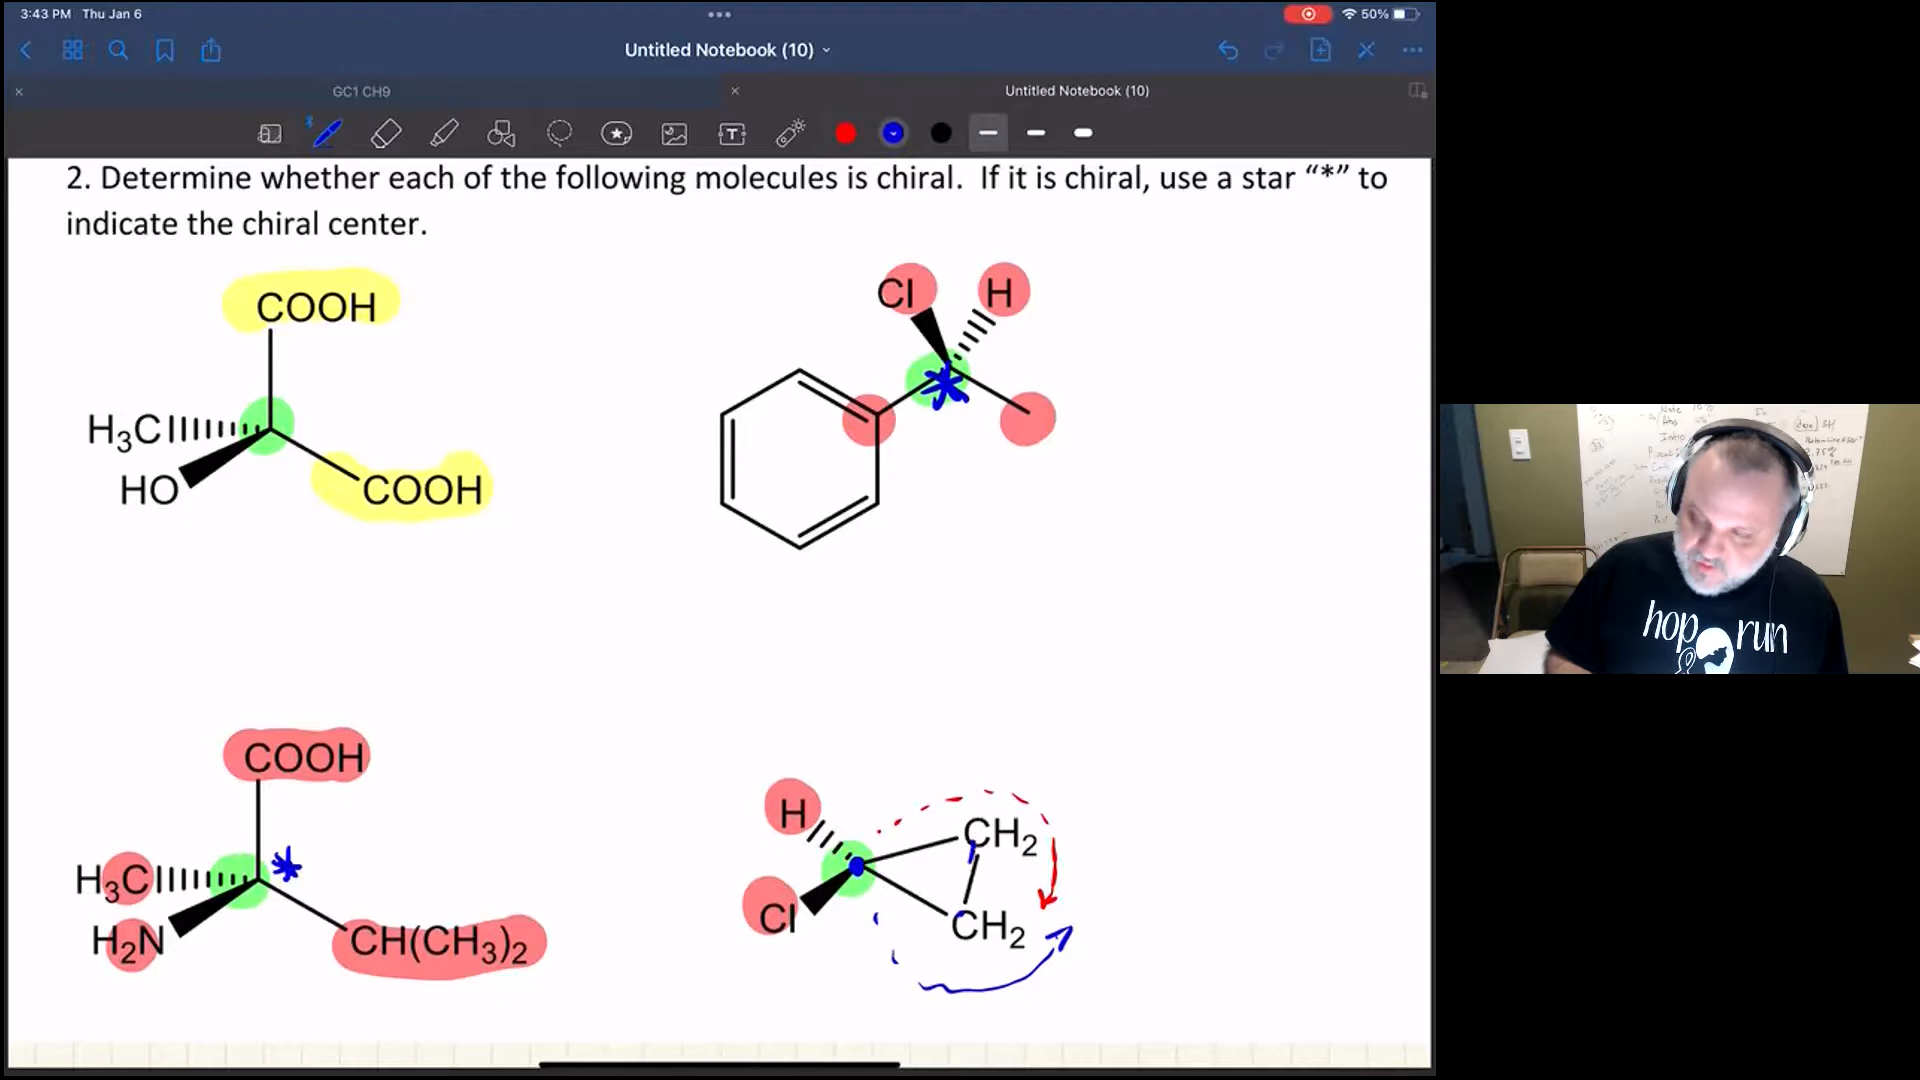 3:43 PM Thu Jan 6
50%
Untitled Notebook (10)
GC1 CH9
Untitled Notebook (10)
2. Determine whether each of the following molecules is chiral. If it is chiral, use a star “*” to
indicate the chiral center.
COOH
H₃C
HO
COOH
Cl H
*
COOH
H₃C
*
H₂N
CH(CH₃)₂
H
CH₂
Cl
CH₂
hop run